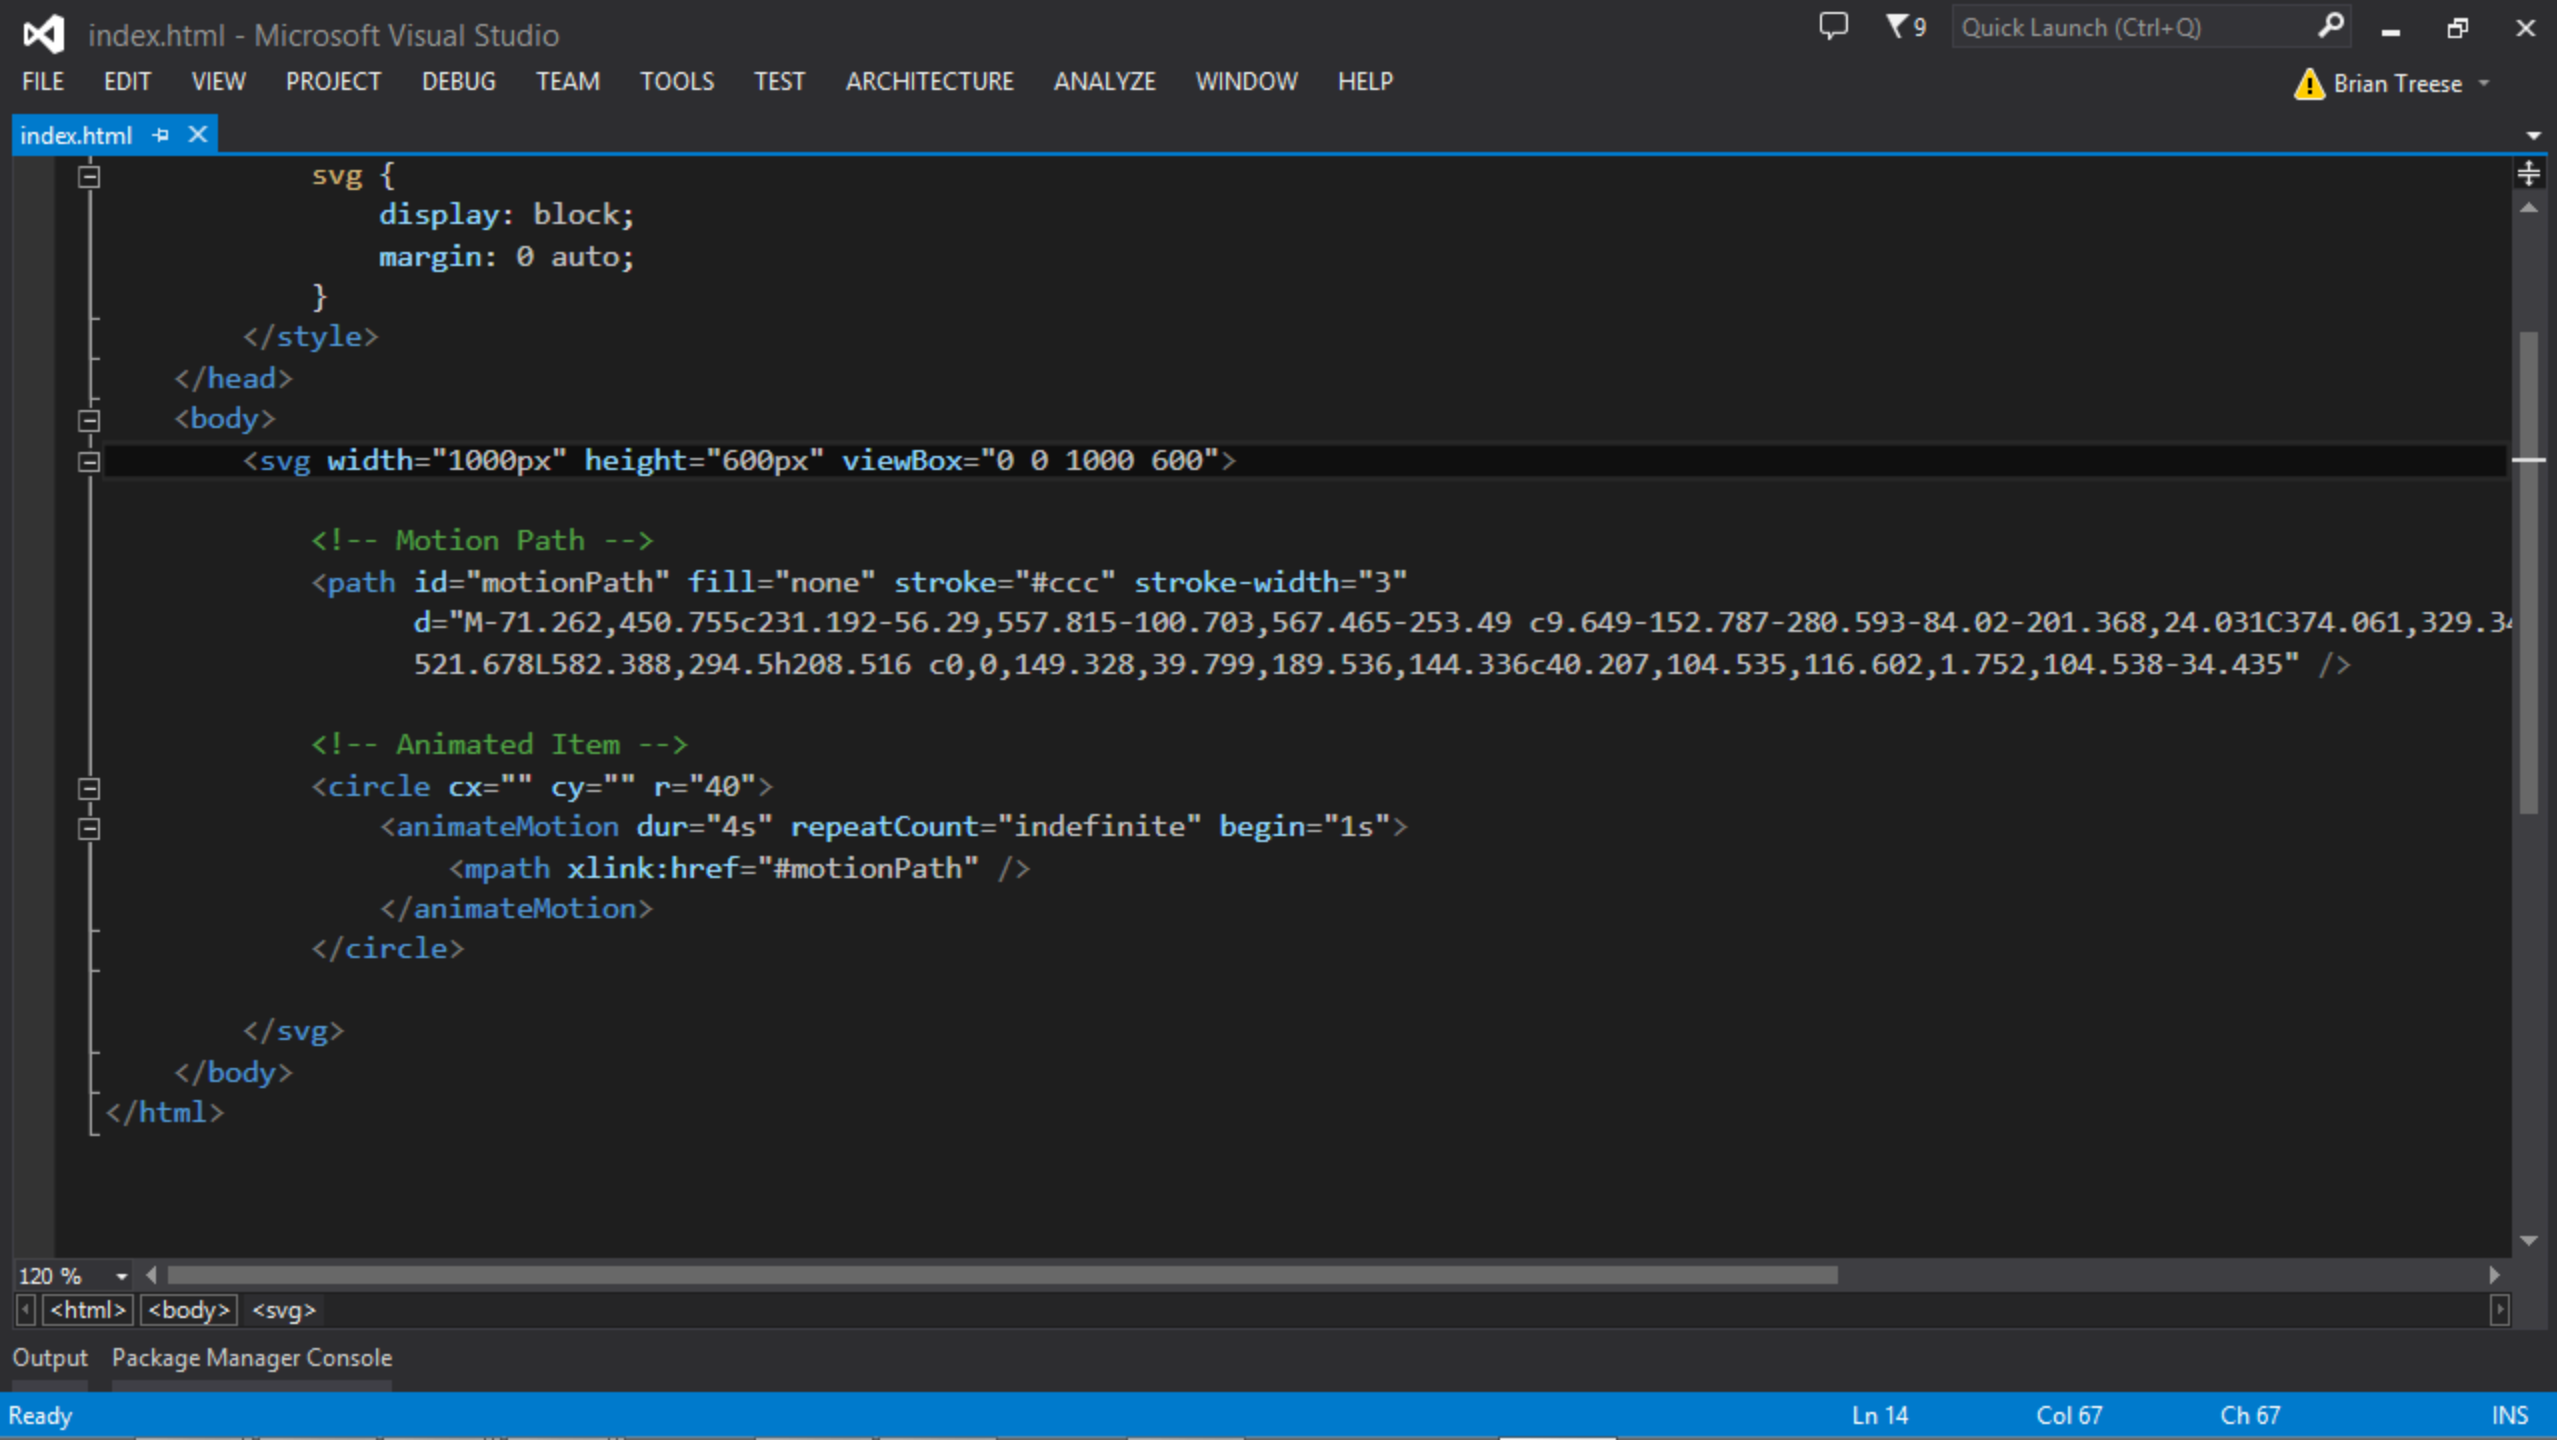 index.html - Microsoft Visual Studio
9
Quick Launch (Ctrl+Q)
FILE EDIT VIEW PROJECT DEBUG TEAM TOOLS TEST ARCHITECTURE ANALYZE WINDOW HELP
Brian Treese
index.html
svg {
display: block;
margin: 0 auto;
}
</style>
</head>
<body>
<svg width="1000px" height="600px" viewBox="0 0 1000 600">
<!-- Motion Path -->
<path id="motionPath" fill="none" stroke="#ccc" stroke-width="3"
d="M-71.262,450.755c231.192-56.29,557.815-100.703,567.465-253.49 c9.649-152.787-280.593-84.02-201.368,24.031C374.061,329.34
521.678L582.388,294.5h208.516 c0,0,149.328,39.799,189.536,144.336c40.207,104.535,116.602,1.752,104.538-34.435" />
<!-- Animated Item -->
<circle cx="" cy="" r="40">
<animateMotion dur="4s" repeatCount="indefinite" begin="1s">
<mpath xlink:href="#motionPath" />
</animateMotion>
</circle>
</svg>
</body>
</html>
120 %
<html> <body> <svg>
Output Package Manager Console
Ready
Ln 14 Col 67 Ch 67 INS